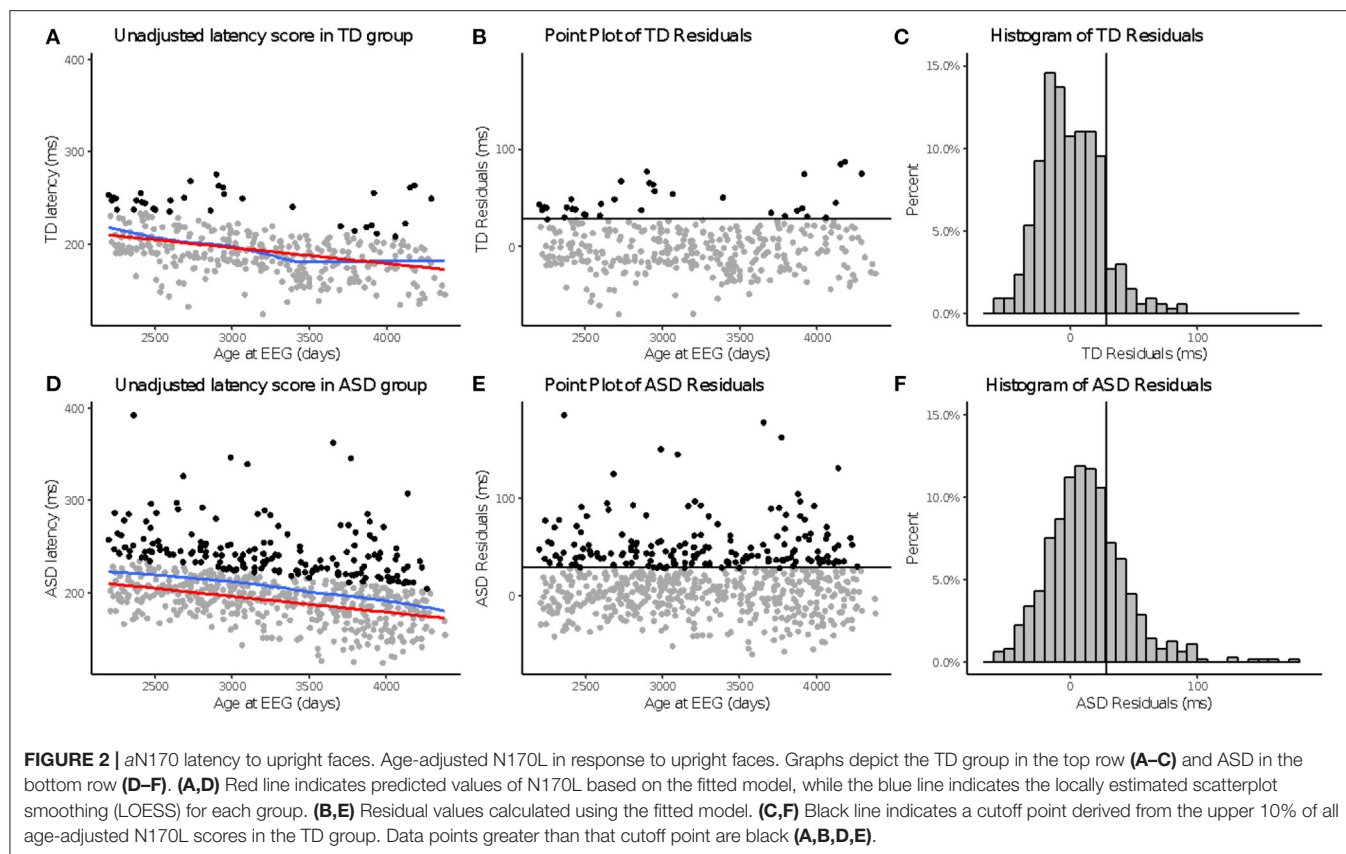 A Unadjusted latency score in TD group
400
300
200
TD latency (ms)
2500 3000 3500 4000
Age at EEG (days)
B Point Plot of TD Residuals
100
0
TD Residuals (ms)
2500 3000 3500 4000
Age at EEG (days)
C Histogram of TD Residuals
15.0%
10.0%
5.0%
0.0%
Percent
0 100
TD Residuals (ms)
D Unadjusted latency score in ASD group
400
300
200
ASD latency (ms)
2500 3000 3500 4000
Age at EEG (days)
E Point Plot of ASD Residuals
100
0
ASD Residuals (ms)
2500 3000 3500 4000
Age at EEG (days)
F Histogram of ASD Residuals
15.0%
10.0%
5.0%
0.0%
Percent
0 100
ASD Residuals (ms)
FIGURE 2 | aN170 latency to upright faces. Age-adjusted N170L in response to upright faces. Graphs depict the TD group in the top row (A–C) and ASD in the
bottom row (D–F). (A,D) Red line indicates predicted values of N170L based on the fitted model, while the blue line indicates the locally estimated scatterplot
smoothing (LOESS) for each group. (B,E) Residual values calculated using the fitted model. (C,F) Black line indicates a cutoff point derived from the upper 10% of all
age-adjusted N170L scores in the TD group. Data points greater than that cutoff point are black (A,B,D,E).